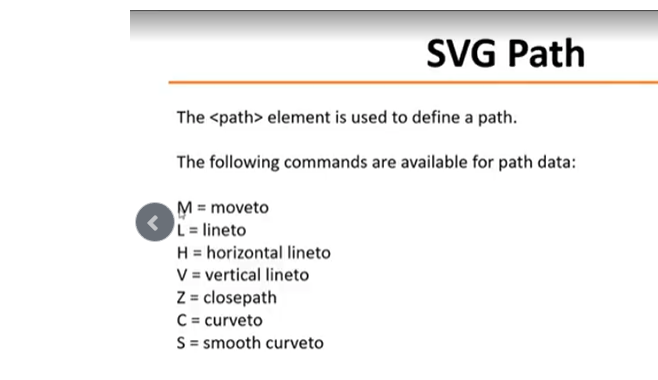 SVG Path
The <path> element is used to define a path.
The following commands are available for path data:
M = moveto
L = lineto
H = horizontal lineto
V = vertical lineto
Z = closepath
C = curveto
S = smooth curveto